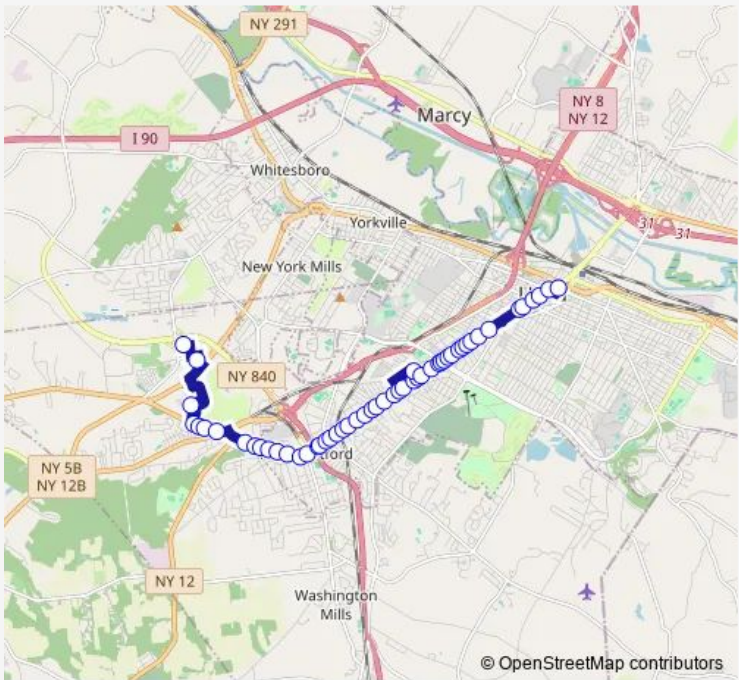 NY 291
Marcy
NY 8
NY 12
I 90
Whitesboro
Yorkville
31
31
New York Mills
NY 840
NY 5B
NY 12B
NY 12
Washington
Mills
© OpenStreetMap contributors